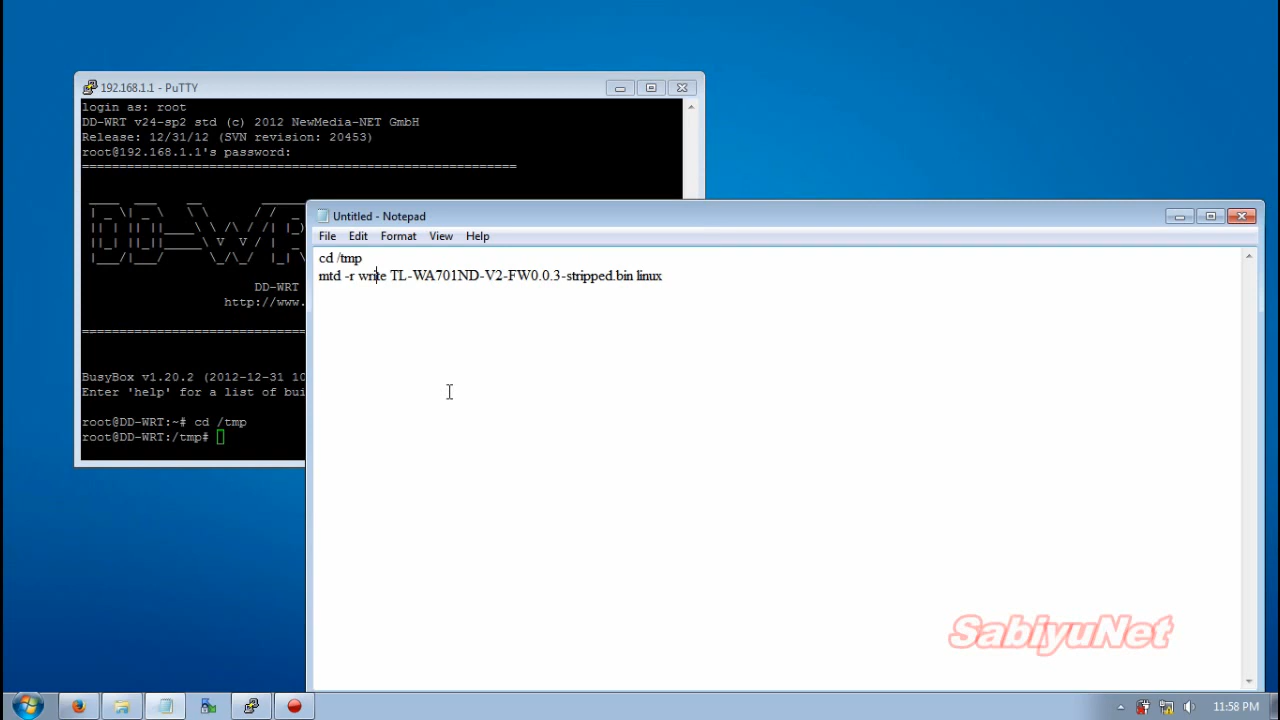 192.168.1.1 - PuTTY
login as: root
DD-WRT v24-sp2 std (c) 2012 NewMedia-NET GmbH
Release: 12/31/12 (SVN revision: 20453)
root@192.168.1.1's password:
==========================================================
DD-WR
DD-WRT
http://www.
BusyBox v1.20.2 (2012-12-31 10
Enter 'help' for a list of bui
root@DD-WRT:~# cd /tmp
root@DD-WRT:/tmp#
Untitled - Notepad
File Edit Format View Help
cd /tmp
mtd -r write TL-WA701ND-V2-FW0.0.3-stripped.bin linux
SabiyuNet
11:58 PM